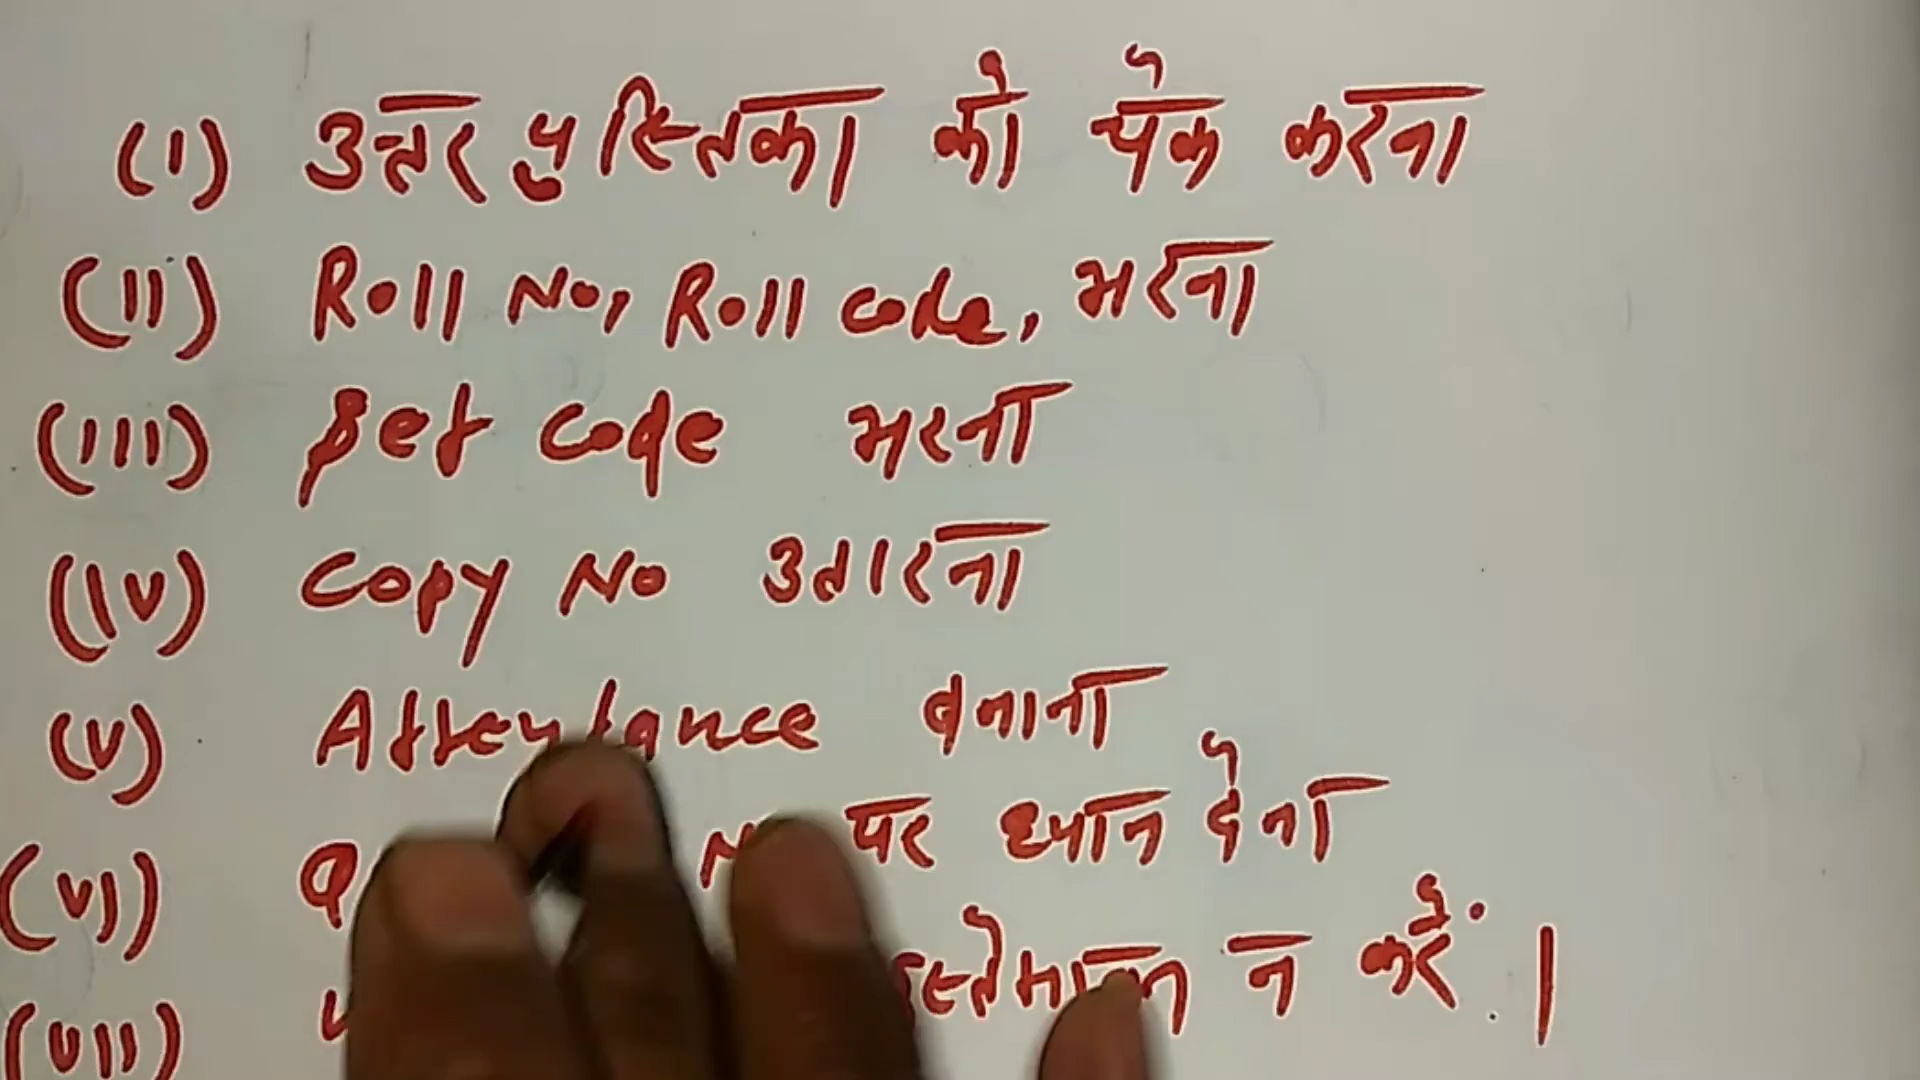 (I) उत्तर पुस्तिका को चेक करना
(II) Roll No, Roll code, भरना
(III) Set Code भरना
(IV) Copy No उतारना
(V) Attendance बनाना
(VI) पर ध्यान देना
(VII) इस्तेमाल न करें।